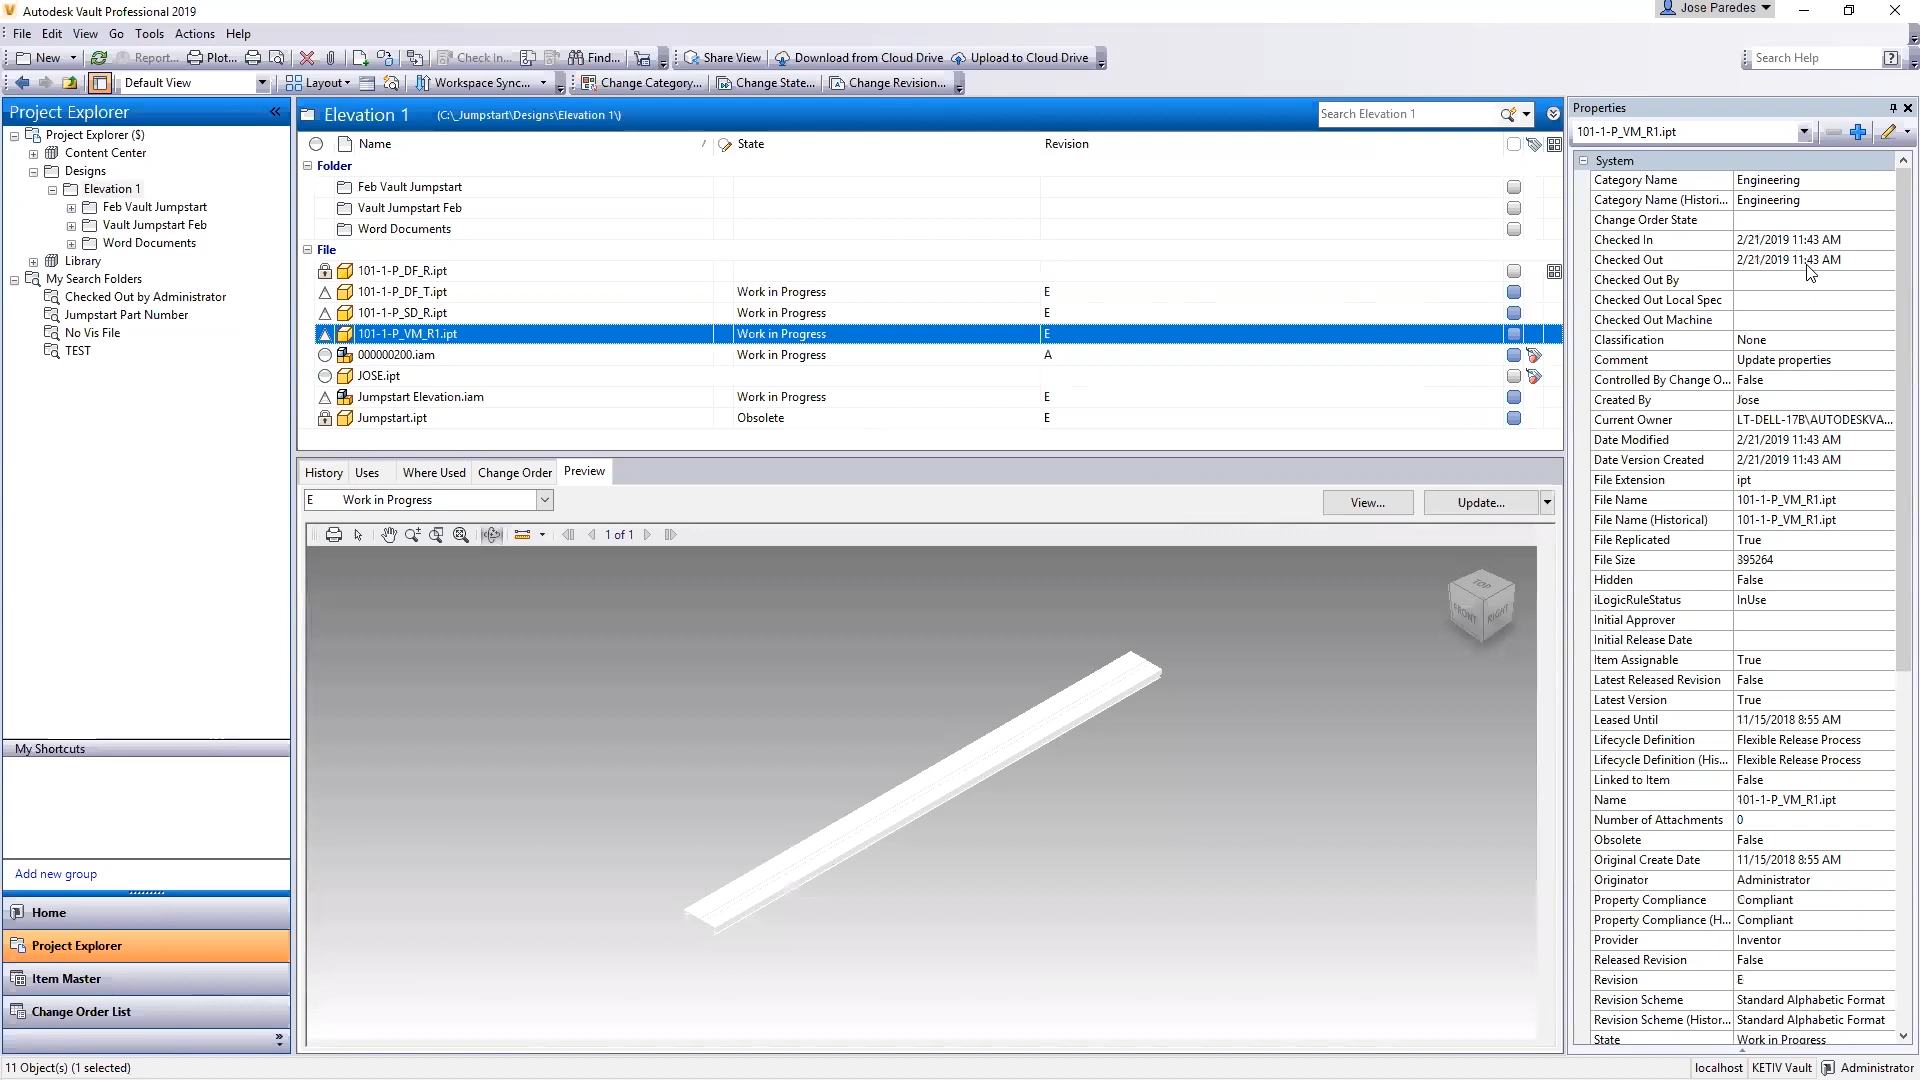 Autodesk Vault Professional 2019
Jose Paredes
File Edit View Go Tools Actions Help
New Report... Plot... Check In... Find... Share View Download from Cloud Drive Upload to Cloud Drive Search Help
Default View Layout Workspace Sync... Change Category... Change State... Change Revision...
Project Explorer
Project Explorer ($)
Content Center
Designs
Elevation 1
Feb Vault Jumpstart
Vault Jumpstart Feb
Word Documents
Library
My Search Folders
Checked Out by Administrator
Jumpstart Part Number
No Vis File
TEST
My Shortcuts
Add new group
Home
Project Explorer
Item Master
Change Order List
Elevation 1 (C:\_Jumpstart\Designs\Elevation 1\) Search Elevation 1
Name / State Revision
Folder
Feb Vault Jumpstart
Vault Jumpstart Feb
Word Documents
File
101-1-P_DF_R.ipt
101-1-P_DF_T.ipt Work in Progress E
101-1-P_SD_R.ipt Work in Progress E
101-1-P_VM_R1.ipt Work in Progress E
000000200.iam Work in Progress A
JOSE.ipt
Jumpstart Elevation.iam Work in Progress E
Jumpstart.ipt Obsolete E
History Uses Where Used Change Order Preview
E Work in Progress View... Update...
1 of 1
TOP
FRONT RIGHT
Properties
101-1-P_VM_R1.ipt
System
Category Name Engineering
Category Name (Histori... Engineering
Change Order State
Checked In 2/21/2019 11:43 AM
Checked Out 2/21/2019 11:43 AM
Checked Out By
Checked Out Local Spec
Checked Out Machine
Classification None
Comment Update properties
Controlled By Change O... False
Created By Jose
Current Owner LT-DELL-17B\AUTODESKVA...
Date Modified 2/21/2019 11:43 AM
Date Version Created 2/21/2019 11:43 AM
File Extension ipt
File Name 101-1-P_VM_R1.ipt
File Name (Historical) 101-1-P_VM_R1.ipt
File Replicated True
File Size 395264
Hidden False
iLogicRuleStatus InUse
Initial Approver
Initial Release Date
Item Assignable True
Latest Released Revision False
Latest Version True
Leased Until 11/15/2018 8:55 AM
Lifecycle Definition Flexible Release Process
Lifecycle Definition (His... Flexible Release Process
Linked to Item False
Name 101-1-P_VM_R1.ipt
Number of Attachments 0
Obsolete False
Original Create Date 11/15/2018 8:55 AM
Originator Administrator
Property Compliance Compliant
Property Compliance (H... Compliant
Provider Inventor
Released Revision False
Revision E
Revision Scheme Standard Alphabetic Format
Revision Scheme (Histor... Standard Alphabetic Format
State Work in Progress
11 Object(s) (1 selected) localhost KETIV Vault Administrator